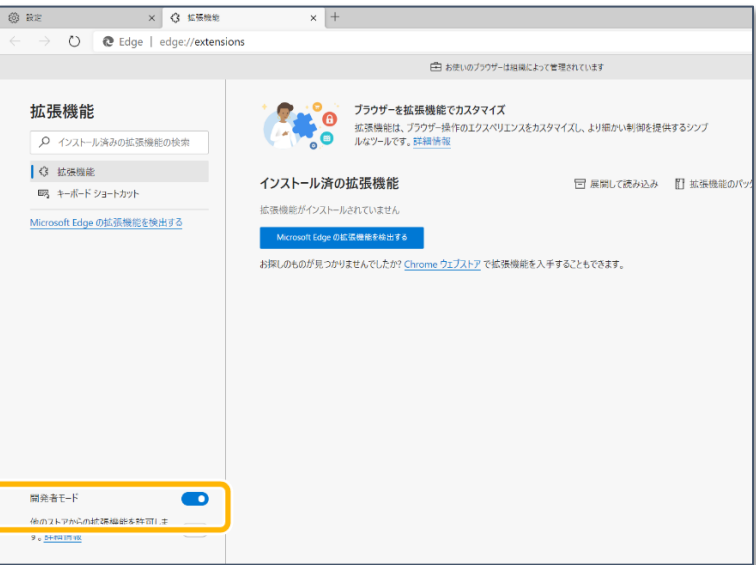 設定
拡張機能
Edge | edge://extensions
お使いのブラウザーは組織によって管理されています
拡張機能
インストール済みの拡張機能の検索
拡張機能
キーボード ショートカット
Microsoft Edge の拡張機能を検出する
ブラウザーを拡張機能でカスタマイズ
拡張機能は、ブラウザー操作のエクスペリエンスをカスタマイズし、より細かい制御を提供するシンプ
ルなツールです。詳細情報
インストール済の拡張機能
展開して読み込み
拡張機能のパッ
拡張機能がインストールされていません
Microsoft Edge の拡張機能を検出する
お探しのものが見つかりませんでしたか? Chrome ウェブストア で拡張機能を入手することもできます。
開発者モード
他のストアからの拡張機能を許可しま
す。詳細情報